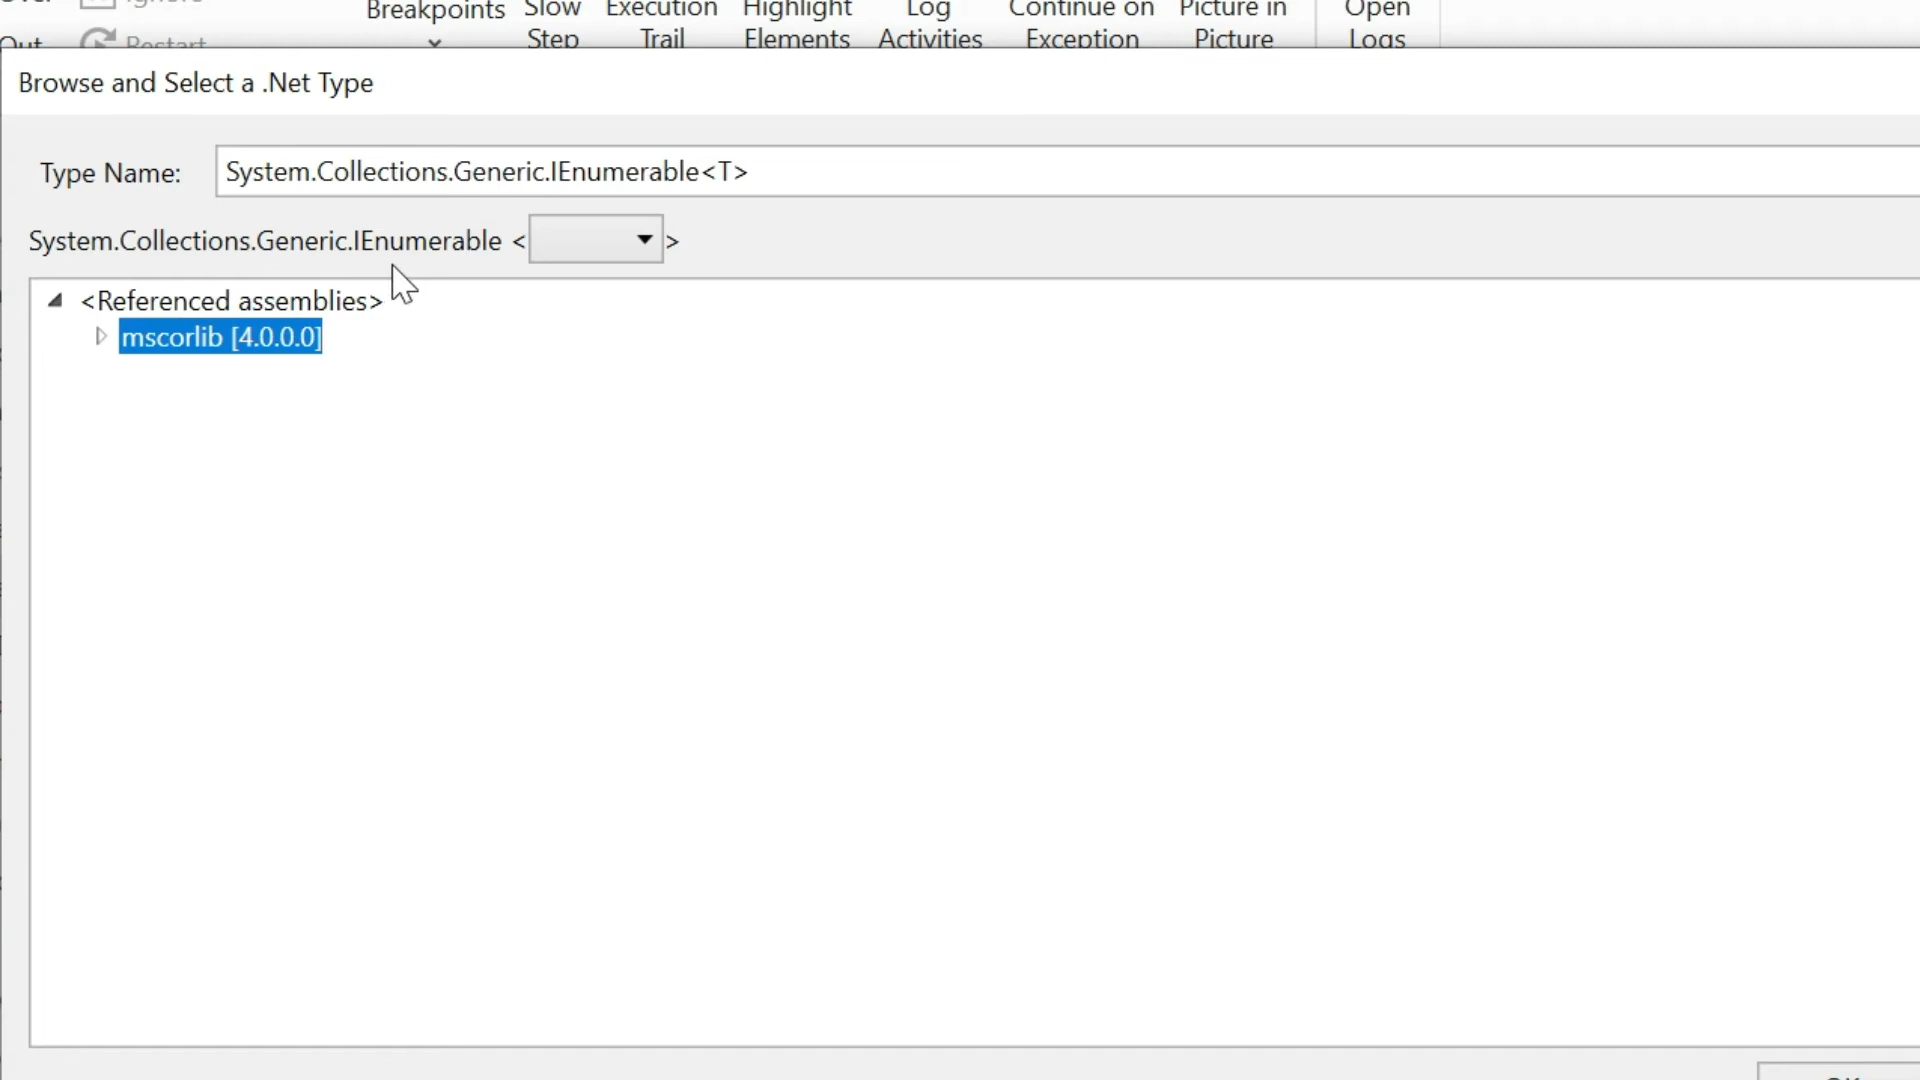 Ignore
Breakpoints Slow Execution Highlight Log Continue on Picture in Open
Out Restart Step Trail Elements Activities Exception Picture Logs
Browse and Select a .Net Type
Type Name: System.Collections.Generic.IEnumerable<T>
System.Collections.Generic.IEnumerable < >
<Referenced assemblies>
mscorlib [4.0.0.0]